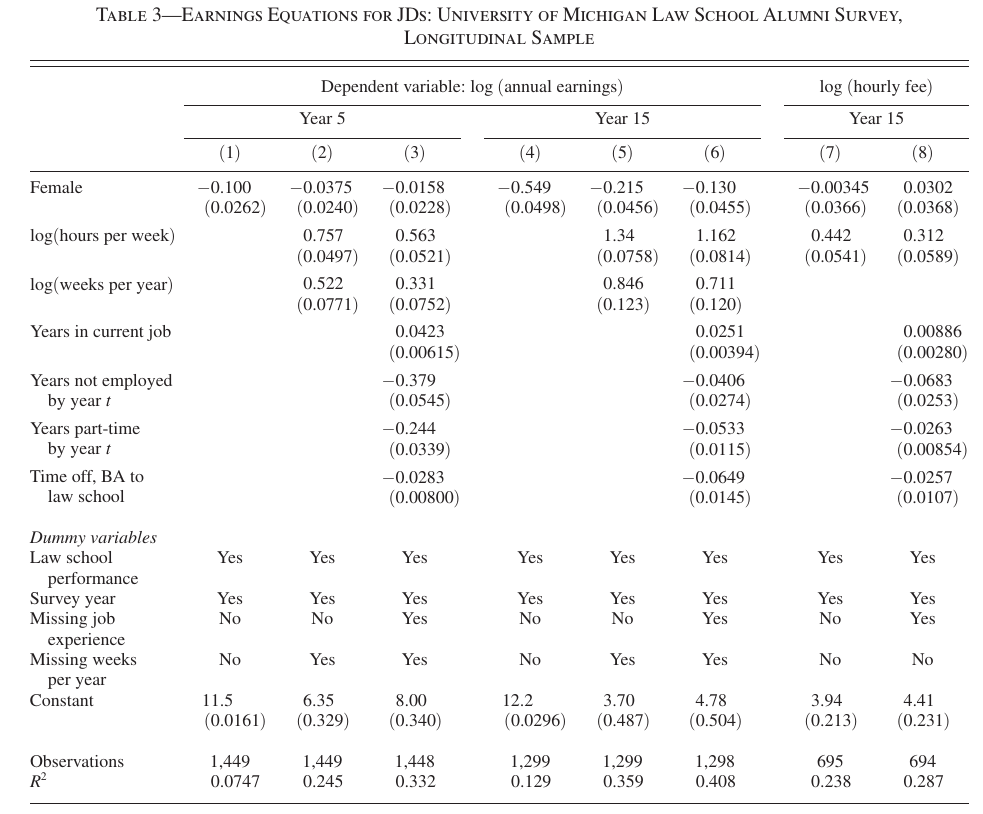 Table 3—Earnings Equations for JDs: University of Michigan Law School Alumni Survey,
Longitudinal Sample
Dependent variable: log (annual earnings) log (hourly fee)
Year 5 Year 15 Year 15
(1) (2) (3) (4) (5) (6) (7) (8)
Female −0.100 −0.0375 −0.0158 −0.549 −0.215 −0.130 −0.00345 0.0302
(0.0262) (0.0240) (0.0228) (0.0498) (0.0456) (0.0455) (0.0366) (0.0368)
log(hours per week) 0.757 0.563 1.34 1.162 0.442 0.312
(0.0497) (0.0521) (0.0758) (0.0814) (0.0541) (0.0589)
log(weeks per year) 0.522 0.331 0.846 0.711
(0.0771) (0.0752) (0.123) (0.120)
Years in current job 0.0423 0.0251 0.00886
(0.00615) (0.00394) (0.00280)
Years not employed −0.379 −0.0406 −0.0683
by year t (0.0545) (0.0274) (0.0253)
Years part-time −0.244 −0.0533 −0.0263
by year t (0.0339) (0.0115) (0.00854)
Time off, BA to −0.0283 −0.0649 −0.0257
law school (0.00800) (0.0145) (0.0107)
Dummy variables
Law school Yes Yes Yes Yes Yes Yes Yes Yes
performance
Survey year Yes Yes Yes Yes Yes Yes Yes Yes
Missing job No No Yes No No Yes No Yes
experience
Missing weeks No Yes Yes No Yes Yes No No
per year
Constant 11.5 6.35 8.00 12.2 3.70 4.78 3.94 4.41
(0.0161) (0.329) (0.340) (0.0296) (0.487) (0.504) (0.213) (0.231)
Observations 1,449 1,449 1,448 1,299 1,299 1,298 695 694
R² 0.0747 0.245 0.332 0.129 0.359 0.408 0.238 0.287